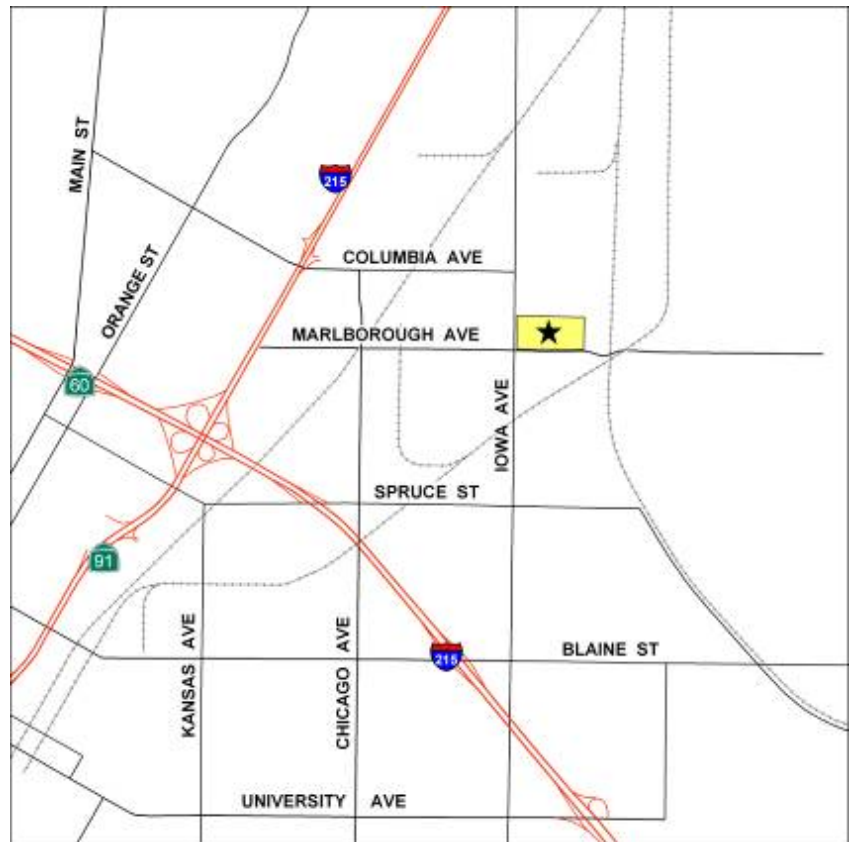 MAIN ST
215
ORANGE ST
COLUMBIA AVE
MARLBOROUGH AVE
60
IOWA AVE
SPRUCE ST
91
KANSAS AVE
CHICAGO AVE
BLAINE ST
215
UNIVERSITY AVE